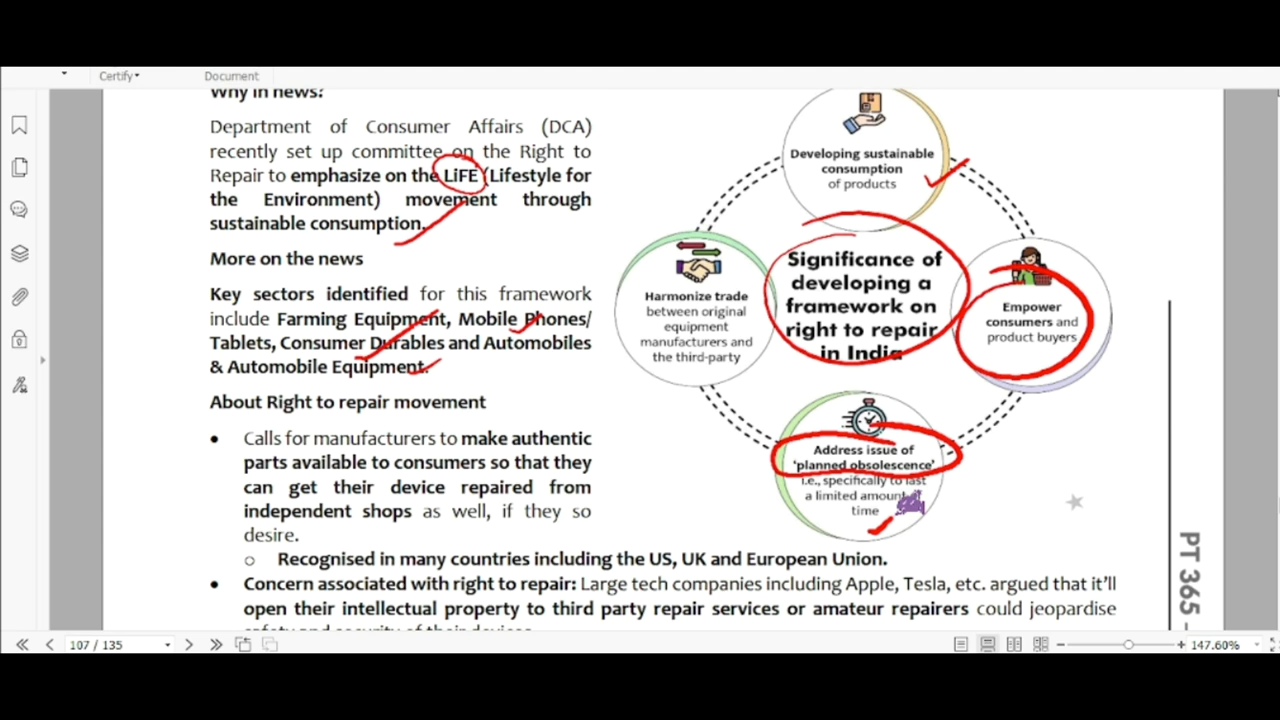 Certify
Document
Why in news?
Department of Consumer Affairs (DCA)
recently set up committee on the Right to
Repair to emphasize on the LiFE (Lifestyle for
the Environment) movement through
sustainable consumption.
More on the news
Key sectors identified for this framework
include Farming Equipment, Mobile Phones/
Tablets, Consumer Durables and Automobiles
& Automobile Equipment.
About Right to repair movement
• Calls for manufacturers to make authentic
parts available to consumers so that they
can get their device repaired from
independent shops as well, if they so
desire.
o Recognised in many countries including the US, UK and European Union.
• Concern associated with right to repair: Large tech companies including Apple, Tesla, etc. argued that it'll
open their intellectual property to third party repair services or amateur repairers could jeopardise
safety and security of their devices.
Developing sustainable
consumption
of products
Harmonize trade
between original
equipment
manufacturers and
the third-party
Significance of
developing a
framework on
right to repair
in India
Empower
consumers and
product buyers
Address issue of
'planned obsolescence'
i.e., specifically to last
a limited amount
time
PT 365 -
107 / 135
147.60%